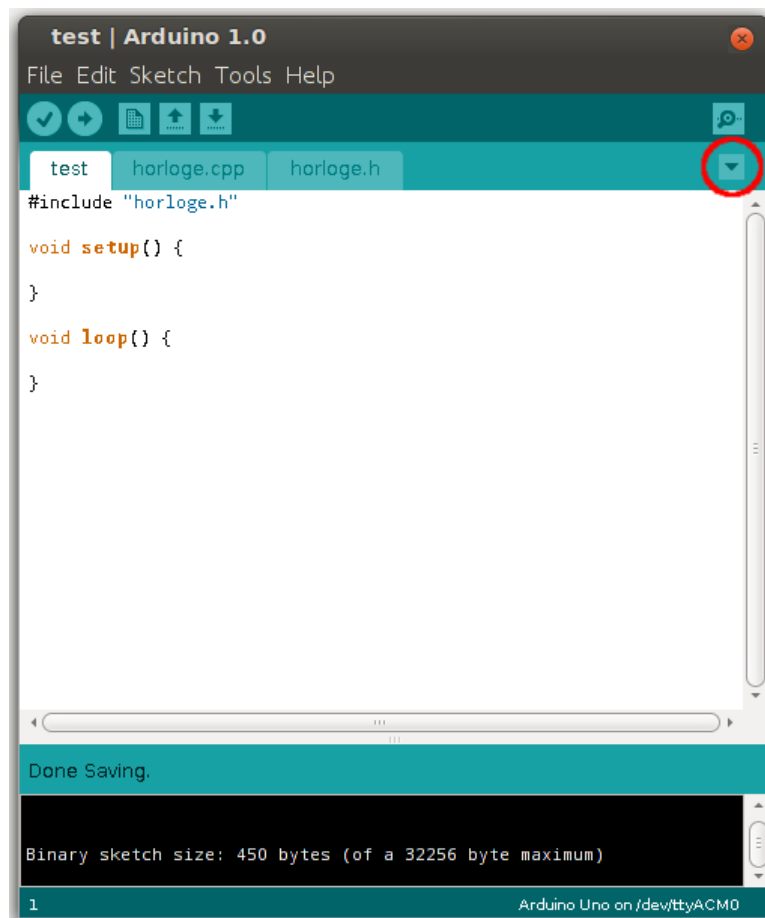 test | Arduino 1.0
File Edit Sketch Tools Help
test horloge.cpp horloge.h
#include "horloge.h"
void setup() {
}
void loop() {
}
Done Saving.
Binary sketch size: 450 bytes (of a 32256 byte maximum)
1 Arduino Uno on /dev/ttyACM0